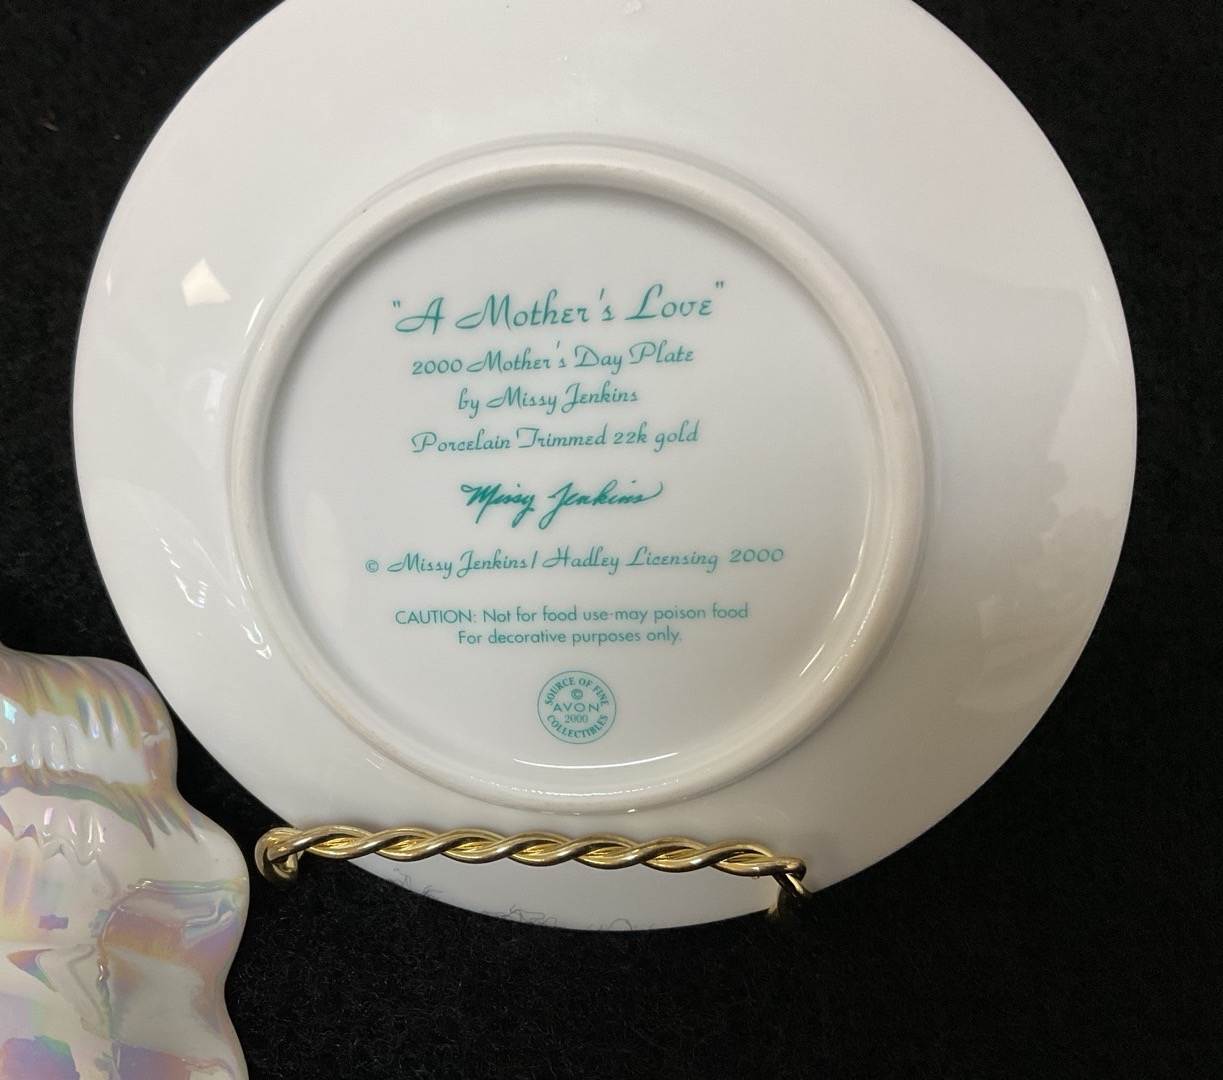 "A Mother's Love"
2000 Mother's Day Plate
by Missy Jenkins
Porcelain Trimmed 22k gold
Missy Jenkins
© Missy Jenkins/Hadley Licensing 2000
CAUTION: Not for food use-may poison food
For decorative purposes only.
SOURCE OF FINE
©
AVON
2000
COLLECTIBLES